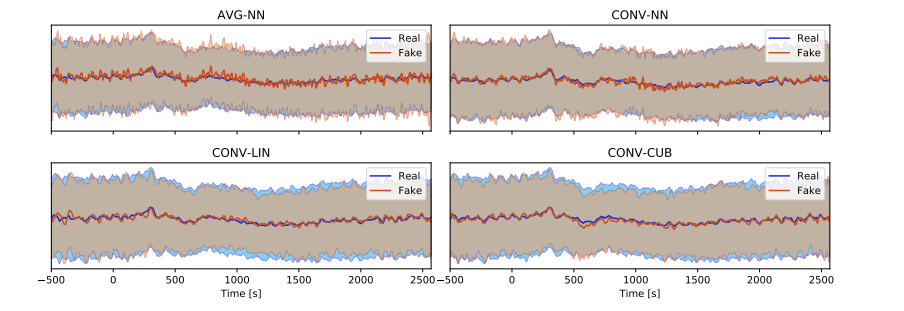 AVG-NN
CONV-NN
Real
Fake
Real
Fake
CONV-LIN
CONV-CUB
Real
Fake
Real
Fake
−500 0 500 1000 1500 2000 2500
−500 0 500 1000 1500 2000 2500
Time [s]
Time [s]